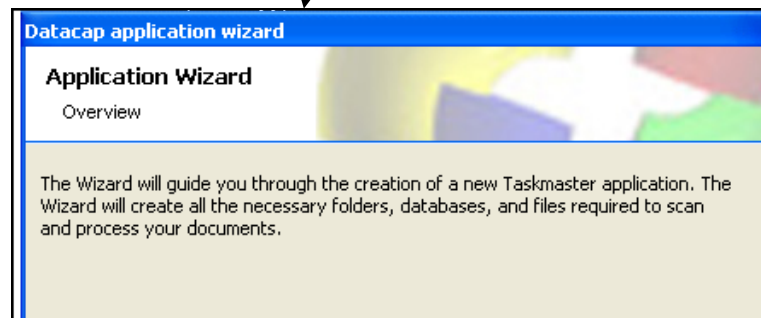 Datacap application wizard
Application Wizard
Overview
The Wizard will guide you through the creation of a new Taskmaster application. The
Wizard will create all the necessary folders, databases, and files required to scan
and process your documents.